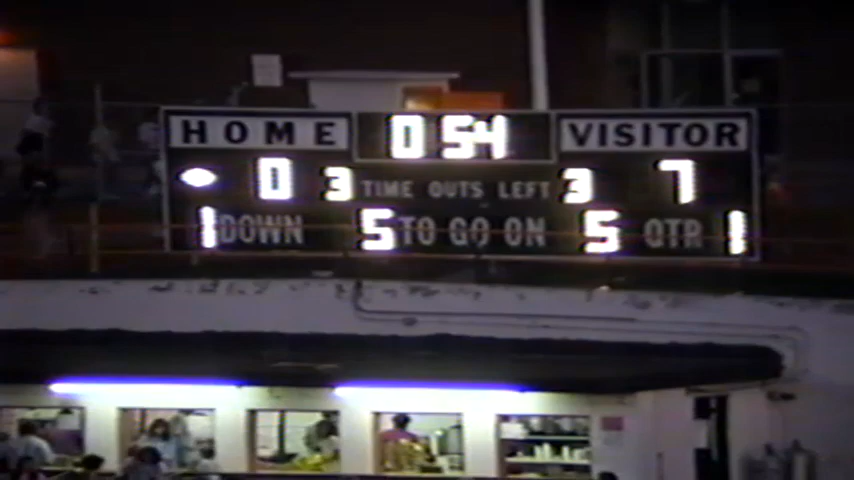 HOME 0 54 VISITOR
0 3 TIME OUTS LEFT 3 7
1 DOWN 5 TO GO ON 5 QTR 1